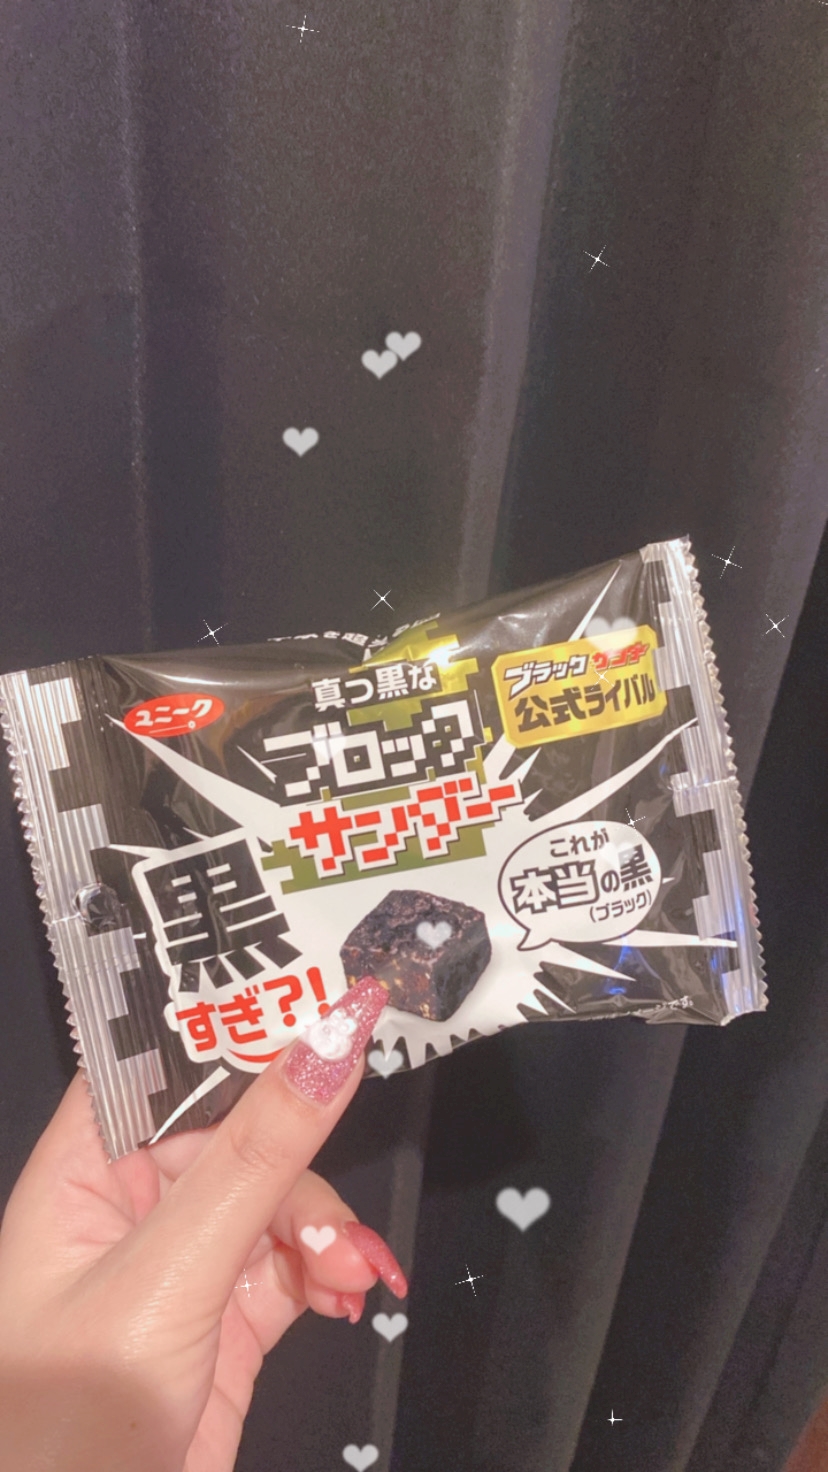 ユニーク
真っ黒な
ブロック
サンダー
ブラックサンダー
公式ライバル
黒
すぎ?!
これが
本当の黒
(ブラック)
です。